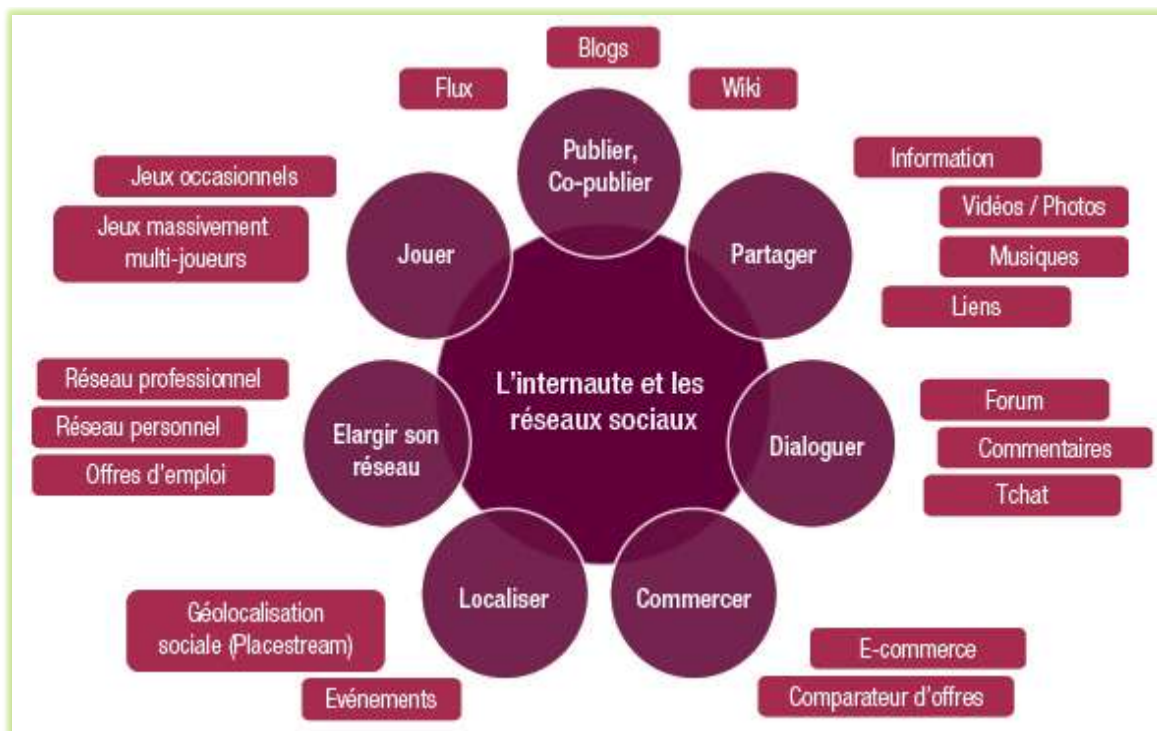 Blogs
Flux
Wiki
Publier,
Co-publier
Information
Vidéos / Photos
Musiques
Liens
Partager
Jeux occasionnels
Jeux massivement
multi-joueurs
Jouer
L'internaute et les
réseaux sociaux
Réseau professionnel
Réseau personnel
Offres d'emploi
Elargir son
réseau
Dialoguer
Forum
Commentaires
Tchat
Localiser
Géolocalisation
sociale (Placestream)
Evénements
Commercer
E-commerce
Comparateur d'offres